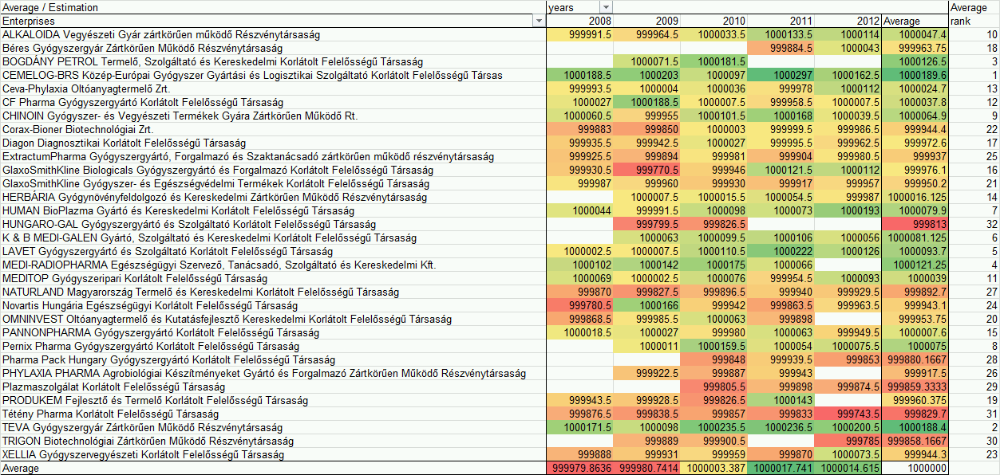 Average / Estimation years Average
Enterprises 2008 2009 2010 2011 2012 Average rank
ALKALOIDA Vegyészeti Gyár zártkörűen működő Részvénytársaság 999991.5 999964.5 1000033.5 1000133.5 1000114 1000047.4 10
Béres Gyógyszergyár Zártkörűen Működő Részvénytársaság 999884.5 1000043 999963.75 18
BOGDÁNY PETROL Termelő, Szolgáltató és Kereskedelmi Korlátolt Felelősségű Társaság 1000071.5 1000181.5 1000126.5 3
CEMELOG-BRS Közép-Európai Gyógyszer Gyártási és Logisztikai Szolgáltató Korlátolt Felelősségű Társas 1000188.5 1000203 1000097 1000297 1000162.5 1000189.6 1
Ceva-Phylaxia Oltóanyagtermelő Zrt. 999993.5 1000004 1000036 999978 1000112 1000024.7 13
CF Pharma Gyógyszergyártó Korlátolt Felelősségű Társaság 1000027 1000188.5 1000007.5 999958.5 1000007.5 1000037.8 12
CHINOIN Gyógyszer- és Vegyészeti Termékek Gyára Zártkörűen Működő Rt. 1000060.5 999955 1000101.5 1000168 1000039.5 1000064.9 9
Corax-Bioner Biotechnológiai Zrt. 999883 999850 1000003 999999.5 999986.5 999944.4 22
Diagon Diagnosztikai Korlátolt Felelősségű Társaság 999935.5 999942.5 1000027 999995.5 999962.5 999972.6 17
ExtractumPharma Gyógyszergyártó, Forgalmazó és Szaktanácsadó zártkörűen működő részvénytársaság 999925.5 999894 999981 999904 999980.5 999937 25
GlaxoSmithKline Biologicals Gyógyszergyártó és Forgalmazó Korlátolt Felelősségű Társaság 999930.5 999770.5 999946 1000121.5 1000112 999976.1 16
GlaxoSmithKline Gyógyszer- és Egészségvédelmi Termékek Korlátolt Felelősségű Társaság 999987 999960 999930 999917 999957 999950.2 21
HERBÁRIA Gyógynövényfeldolgozó és Kereskedelmi Zártkörűen Működő Részvénytársaság 1000007.5 1000015.5 1000054.5 999987 1000016.125 14
HUMAN BioPlazma Gyártó és Kereskedelmi Korlátolt Felelősségű Társaság 1000044 999991.5 1000098 1000073 1000193 1000079.9 7
HUNGARO-GAL Gyógyszergyártó és Szolgáltató Korlátolt Felelősségű Társaság 999799.5 999826.5 999813 32
K & B MEDI-GALEN Gyártó, Szolgáltató és Kereskedelmi Korlátolt Felelősségű Társaság 1000063 1000099.5 1000106 1000056 1000081.125 6
LAVET Gyógyszergyártó és Szolgáltató Korlátolt Felelősségű Társaság 1000002.5 1000007.5 1000110.5 1000222 1000126 1000093.7 5
MEDI-RADIOPHARMA Egészségügyi Szervező, Tanácsadó, Szolgáltató és Kereskedelmi Kft. 1000102 1000142 1000175 1000066 1000121.25 4
MEDITOP Gyógyszeripari Korlátolt Felelősségű Társaság 1000069 1000002.5 1000076 999954.5 1000093 1000039 11
NATURLAND Magyarország Termelő és Kereskedelmi Korlátolt Felelősségű Társaság 999870 999827.5 999896.5 999940 999929.5 999892.7 27
Novartis Hungária Egészségügyi Korlátolt Felelősségű Társaság 999780.5 1000166 999942 999863.5 999963.5 999943.1 24
OMNINVEST Oltóanyagtermelő és Kutatásfejlesztő Kereskedelmi Korlátolt Felelősségű Társaság 999868.5 999985.5 1000063 999898 999953.75 20
PANNONPHARMA Gyógyszergyártó Korlátolt Felelősségű Társaság 1000018.5 1000027 999980 1000063 999949.5 1000007.6 15
Pernix Pharma Gyógyszergyártó Korlátolt Felelősségű Társaság 1000011 1000159.5 1000054 1000075.5 1000075 8
Pharma Pack Hungary Gyógyszergyártó Korlátolt Felelősségű Társaság 999848 999939.5 999853 999880.1667 28
PHYLAXIA PHARMA Agrobiológiai Készítményeket Gyártó és Forgalmazó Zártkörűen Működő Részvénytársaság 999922.5 999887 999943 999917.5 26
Plazmaszolgálat Korlátolt Felelősségű Társaság 999805.5 999898 999874.5 999859.3333 29
PRODUKEM Fejlesztő és Termelő Korlátolt Felelősségű Társaság 999943.5 999928.5 999826.5 1000143 999960.375 19
Tétény Pharma Korlátolt Felelősségű Társaság 999876.5 999838.5 999857 999833 999743.5 999829.7 31
TEVA Gyógyszergyár Zártkörűen Működő Részvénytársaság 1000171.5 1000098 1000235.5 1000236.5 1000200.5 1000188.4 2
TRIGON Biotechnológiai Zártkörűen Működő Részvénytársaság 999889 999900.5 999785 999858.1667 30
XELLIA Gyógyszervegyészeti Korlátolt Felelősségű Társaság 999888 999931 999959 999870 1000073.5 999944.3 23
Average 999979.8636 999980.7414 1000003.387 1000017.741 1000014.615 1000000